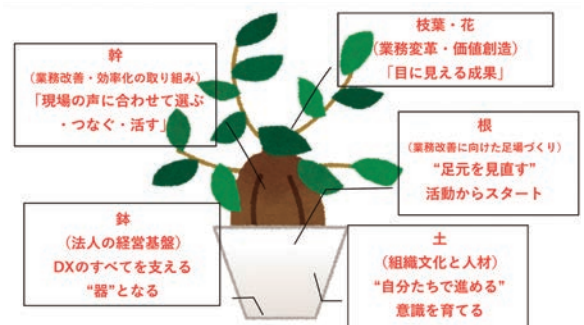 幹
(業務改善・効率化の取り組み)
「現場の声に合わせて選ぶ
・つなぐ・活す」
枝葉・花
(業務変革・価値創造)
「目に見える成果」
根
(業務改善に向けた足場づくり)
“足元を見直す”
活動からスタート
鉢
(法人の経営基盤)
DXのすべてを支える
“器”となる
土
(組織文化と人材)
“自分たちで進める”
意識を育てる